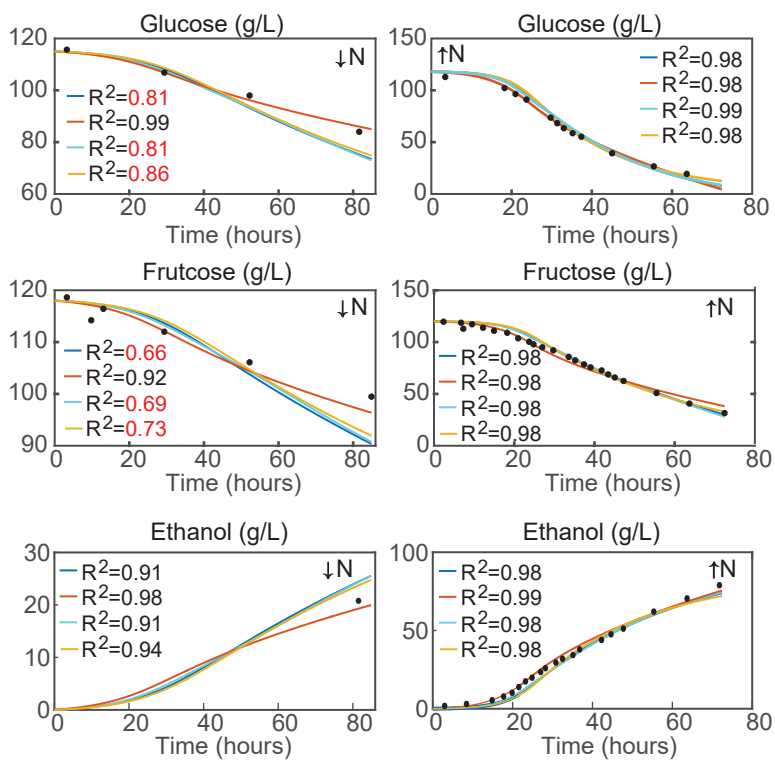 Glucose (g/L)
↓N
120
100
80
60
R²=0.81
R²=0.99
R²=0.81
R²=0.86
0 20 40 60 80
Time (hours)
Glucose (g/L)
↑N
150
100
50
0
R²=0.98
R²=0.98
R²=0.99
R²=0.98
0 20 40 60 80
Time (hours)
Frutcose (g/L)
↓N
120
110
100
90
R²=0.66
R²=0.92
R²=0.69
R²=0.73
0 20 40 60 80
Time (hours)
Fructose (g/L)
↑N
150
100
50
0
R²=0.98
R²=0.98
R²=0.98
R²=0.98
0 20 40 60 80
Time (hours)
Ethanol (g/L)
↓N
30
20
10
0
R²=0.91
R²=0.98
R²=0.91
R²=0.94
0 20 40 60 80
Time (hours)
Ethanol (g/L)
↑N
100
50
0
R²=0.98
R²=0.99
R²=0.98
R²=0.98
0 20 40 60 80
Time (hours)